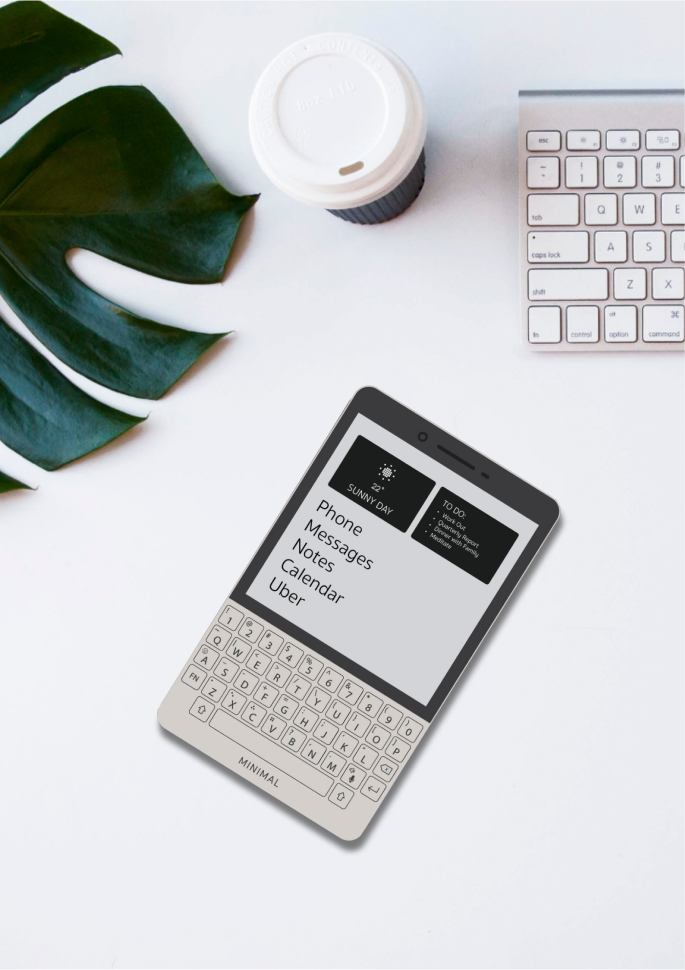 esc
! 1 @ 2 # 3
tab Q W E
caps lock A S
shift Z X
fn control alt option ⌘ command
22°
SUNNY DAY
TO DO:
• Work Out
• Quarterly Report
• Dinner with Family
• Meditate
Phone
Messages
Notes
Calendar
Uber
1 2 3 4 5 6 7 8 9 0
Q W E R T Y U I O P
A S D F G H J K L
FN Z X C V B N M
MINIMAL